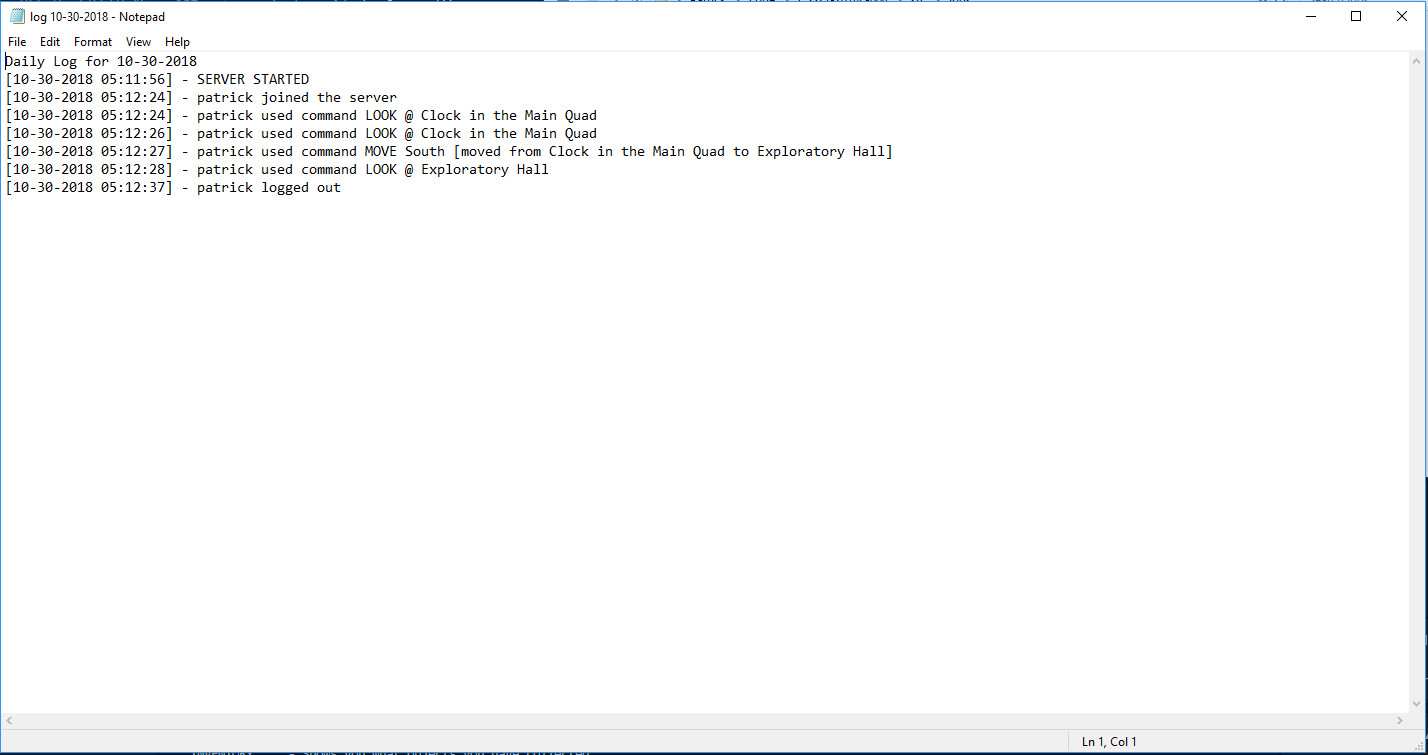 log 10-30-2018 - Notepad
File Edit Format View Help
Daily Log for 10-30-2018
[10-30-2018 05:11:56] - SERVER STARTED
[10-30-2018 05:12:24] - patrick joined the server
[10-30-2018 05:12:24] - patrick used command LOOK @ Clock in the Main Quad
[10-30-2018 05:12:26] - patrick used command LOOK @ Clock in the Main Quad
[10-30-2018 05:12:27] - patrick used command MOVE South [moved from Clock in the Main Quad to Exploratory Hall]
[10-30-2018 05:12:28] - patrick used command LOOK @ Exploratory Hall
[10-30-2018 05:12:37] - patrick logged out
Ln 1, Col 1